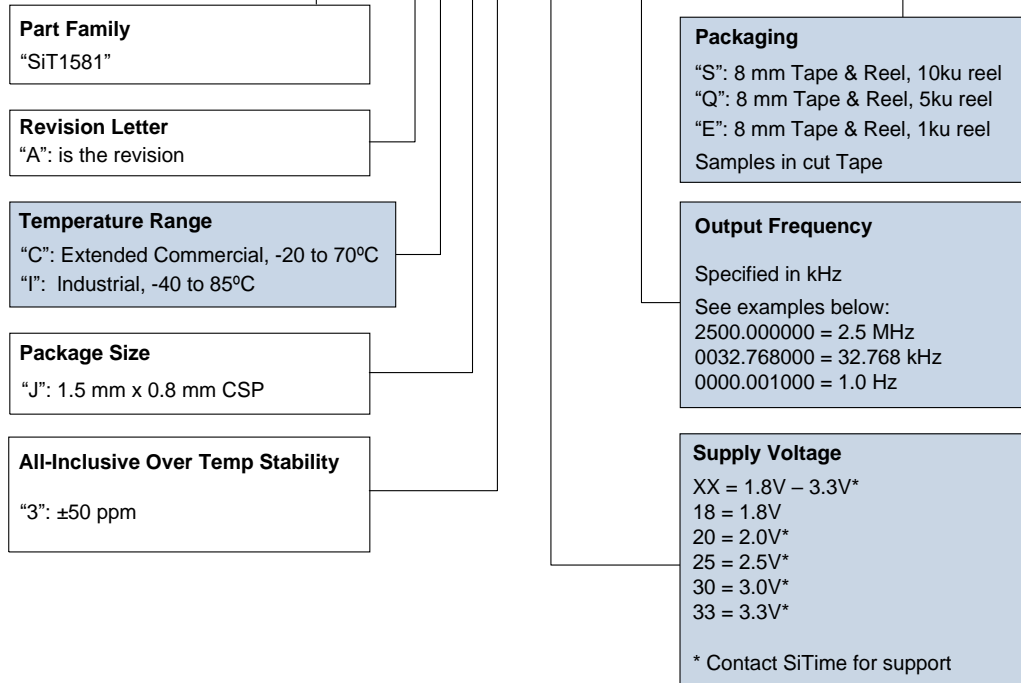 Part Family
“SiT1581”
Revision Letter
“A”: is the revision
Temperature Range
“C”: Extended Commercial, -20 to 70ºC
“I”: Industrial, -40 to 85ºC
Package Size
“J”: 1.5 mm x 0.8 mm CSP
All-Inclusive Over Temp Stability
“3”: ±50 ppm
Packaging
“S”: 8 mm Tape & Reel, 10ku reel
“Q”: 8 mm Tape & Reel, 5ku reel
“E”: 8 mm Tape & Reel, 1ku reel
Samples in cut Tape
Output Frequency
Specified in kHz
See examples below:
2500.000000 = 2.5 MHz
0032.768000 = 32.768 kHz
0000.001000 = 1.0 Hz
Supply Voltage
XX = 1.8V – 3.3V*
18 = 1.8V
20 = 2.0V*
25 = 2.5V*
30 = 3.0V*
33 = 3.3V*
* Contact SiTime for support